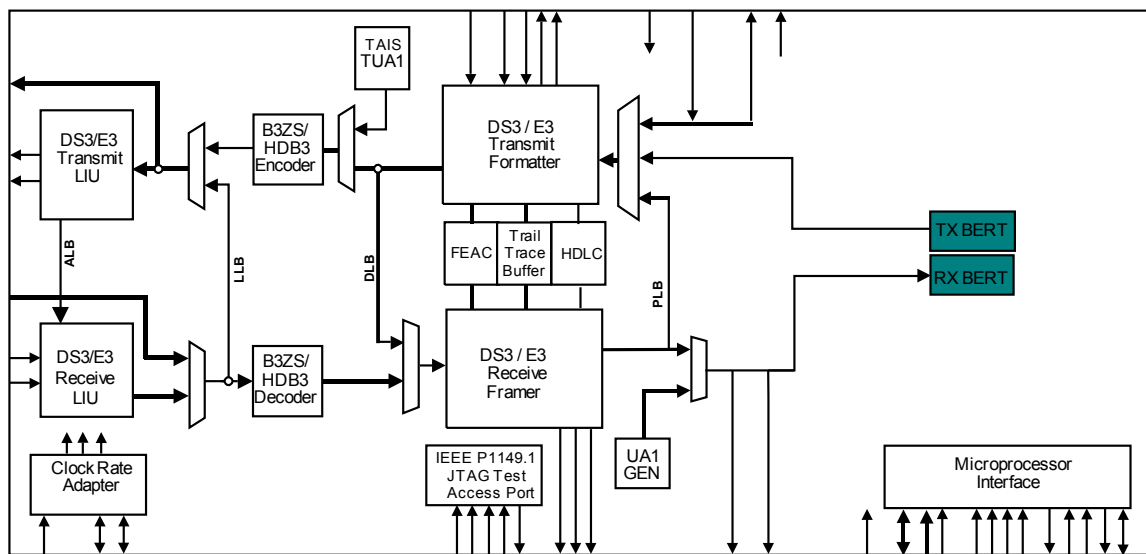 TAIS
TUA1
DS3/E3
Transmit
LIU
B3ZS/
HDB3
Encoder
DS3 / E3
Transmit
Formatter
FEAC
Trail
Trace
Buffer
HDLC
TX BERT
RX BERT
ALB
LLB
DLB
PLB
DS3/E3
Receive
LIU
B3ZS/
HDB3
Decoder
DS3 / E3
Receive
Framer
Clock Rate
Adapter
IEEE P1149.1
JTAG Test
Access Port
UA1
GEN
Microprocessor
Interface